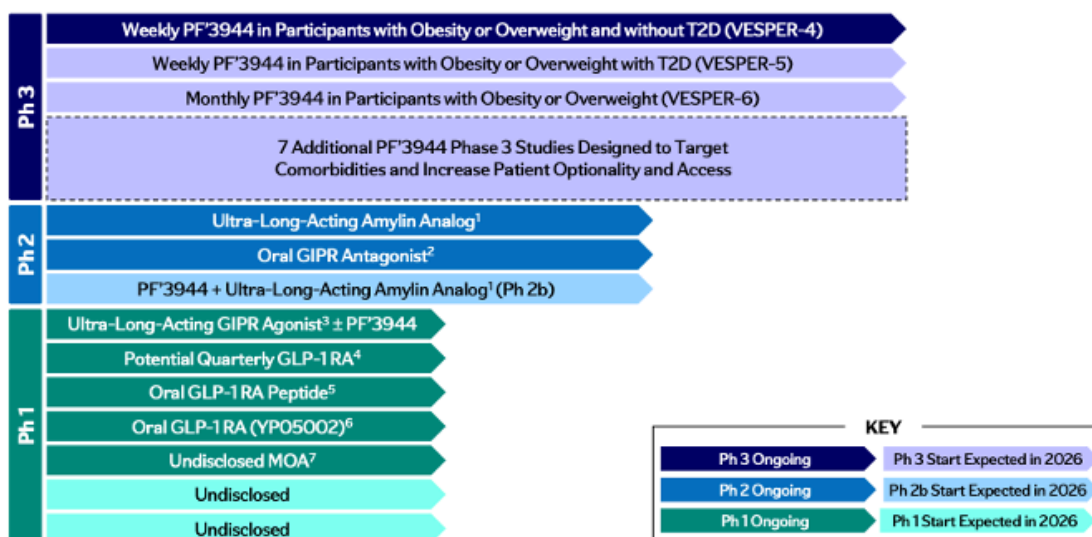 Ph 3
Weekly PF'3944 in Participants with Obesity or Overweight and without T2D (VESPER-4)
Weekly PF'3944 in Participants with Obesity or Overweight with T2D (VESPER-5)
Monthly PF'3944 in Participants with Obesity or Overweight (VESPER-6)
7 Additional PF'3944 Phase 3 Studies Designed to Target
Comorbidities and Increase Patient Optionality and Access
Ph 2
Ultra-Long-Acting Amylin Analog¹
Oral GIPR Antagonist²
PF'3944 + Ultra-Long-Acting Amylin Analog¹ (Ph 2b)
Ph 1
Ultra-Long-Acting GIPR Agonist³ ± PF'3944
Potential Quarterly GLP-1 RA⁴
Oral GLP-1 RA Peptide⁵
Oral GLP-1 RA (YP05002)⁶
Undisclosed MOA⁷
Undisclosed
Undisclosed
KEY
Ph 3 Ongoing
Ph 3 Start Expected in 2026
Ph 2 Ongoing
Ph 2b Start Expected in 2026
Ph 1 Ongoing
Ph 1 Start Expected in 2026